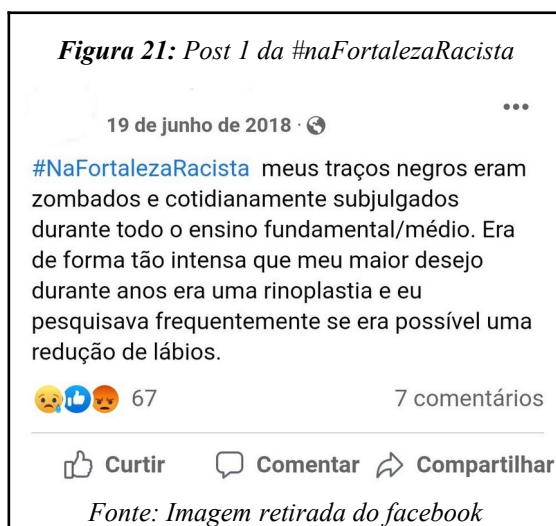 Figura 21: Post 1 da #naFortalezaRacista
19 de junho de 2018 ·
#NaFortalezaRacista meus traços negros eram
zombados e cotidianamente subjulgados
durante todo o ensino fundamental/médio. Era
de forma tão intensa que meu maior desejo
durante anos era uma rinoplastia e eu
pesquisava frequentemente se era possível uma
redução de lábios.
67 7 comentários
Curtir Comentar Compartilhar
Fonte: Imagem retirada do facebook